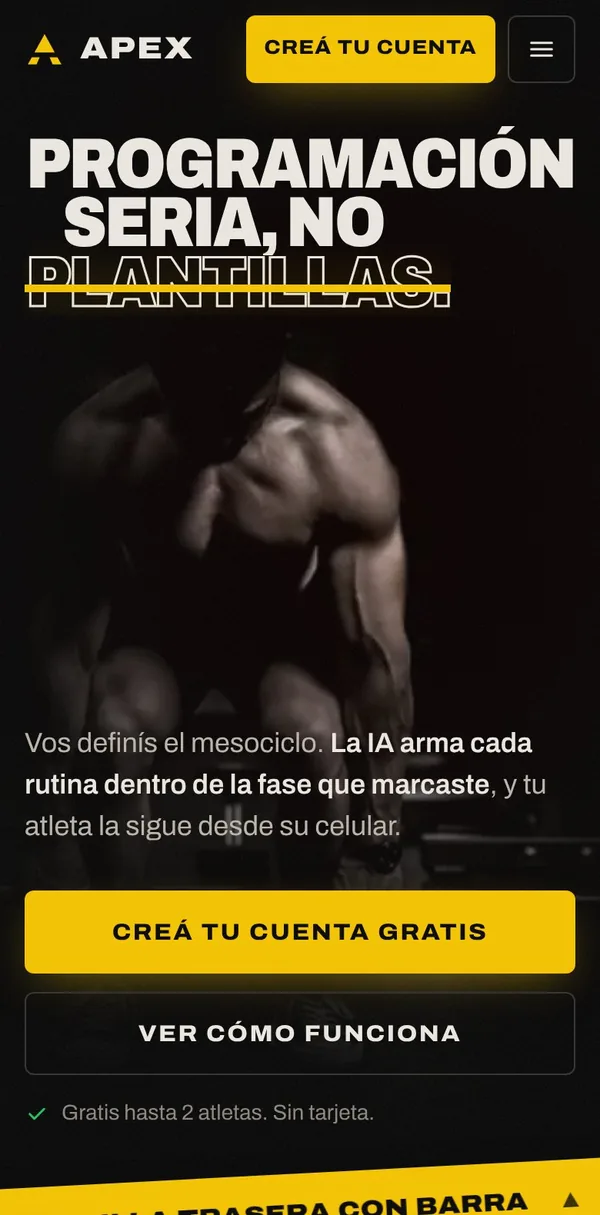 APEX
CREÁ TU CUENTA
PROGRAMACIÓN
SERIA, NO
PLANTILLAS.
Vos definís el mesociclo. La IA arma cada
rutina dentro de la fase que marcaste, y tu
atleta la sigue desde su celular.
CREÁ TU CUENTA GRATIS
VER CÓMO FUNCIONA
Gratis hasta 2 atletas. Sin tarjeta.
TRASERA CON BARRA